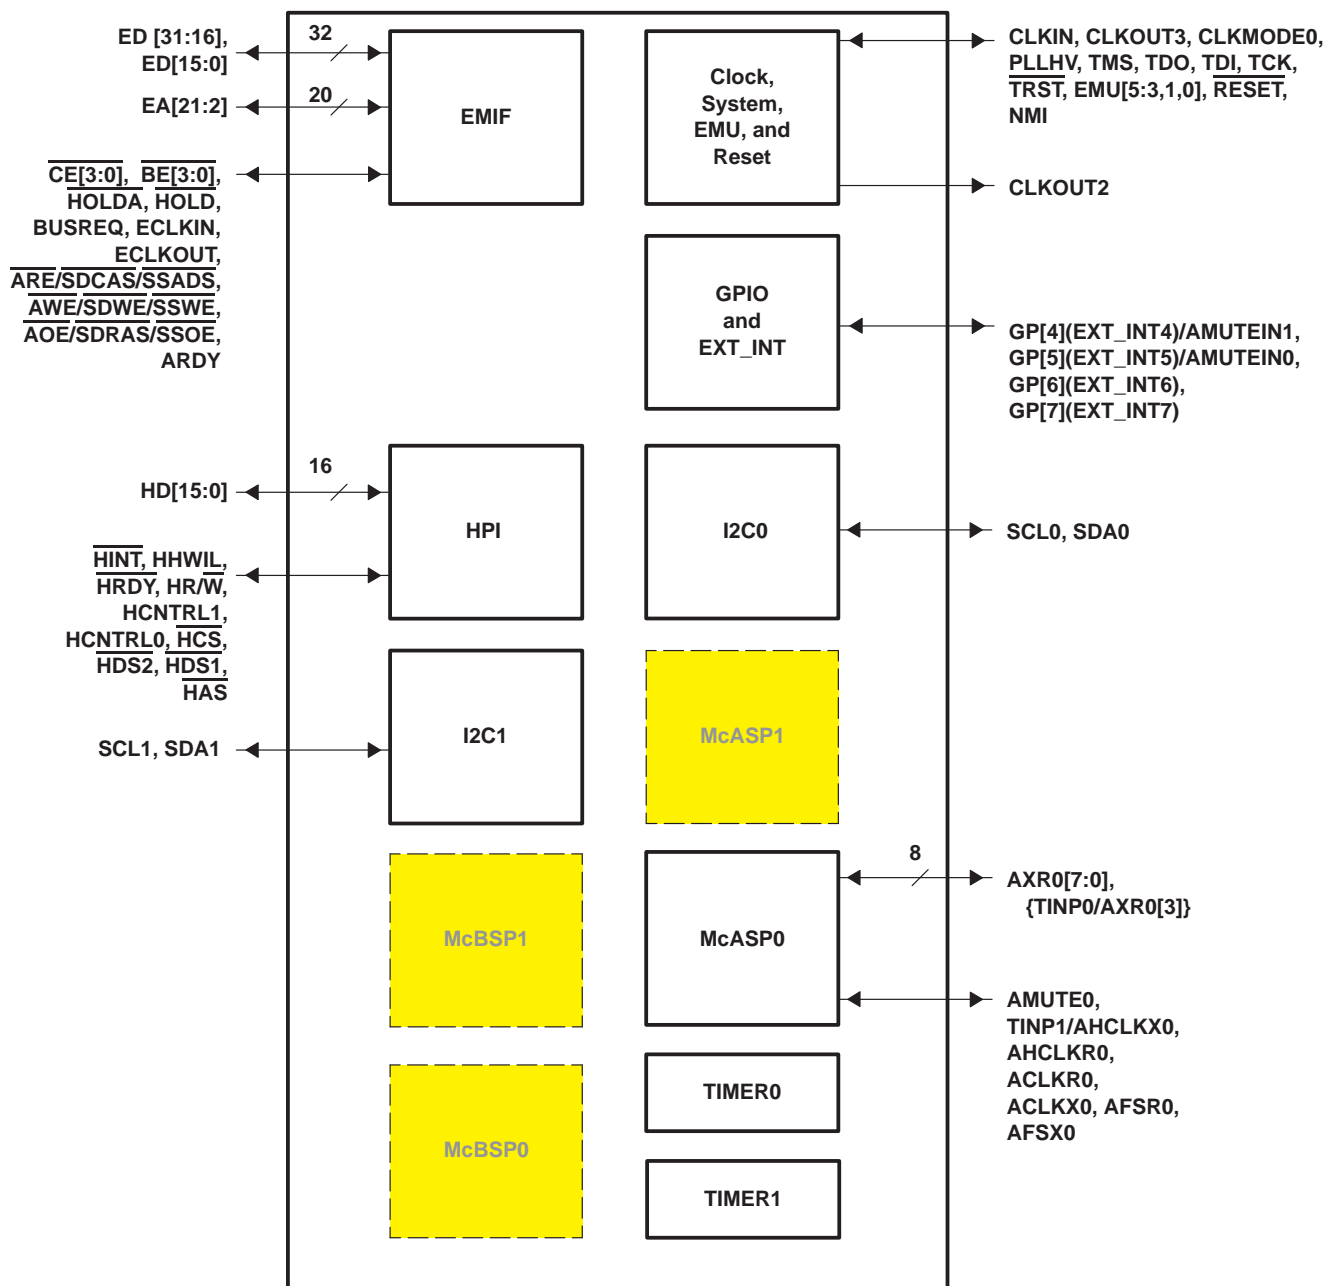 ED [31:16],
ED[15:0]
32
EA[21:2]
20
EMIF
CE[3:0], BE[3:0],
HOLDA, HOLD,
BUSREQ, ECLKIN,
ECLKOUT,
ARE/SDCAS/SSADS,
AWE/SDWE/SSWE,
AOE/SDRAS/SSOE,
ARDY
Clock,
System,
EMU, and
Reset
CLKIN, CLKOUT3, CLKMODE0,
PLLHV, TMS, TDO, TDI, TCK,
TRST, EMU[5:3,1,0], RESET,
NMI
CLKOUT2
GPIO
and
EXT_INT
GP[4](EXT_INT4)/AMUTEIN1,
GP[5](EXT_INT5)/AMUTEIN0,
GP[6](EXT_INT6),
GP[7](EXT_INT7)
16
HD[15:0]
HPI
HINT, HHWIL,
HRDY, HR/W,
HCNTRL1,
HCNTRL0, HCS,
HDS2, HDS1,
HAS
I2C0
SCL0, SDA0
SCL1, SDA1
I2C1
McASP1
McBSP1
McASP0
8
AXR0[7:0],
{TINP0/AXR0[3]}
AMUTE0,
TINP1/AHCLKX0,
AHCLKR0,
ACLKR0,
ACLKX0, AFSR0,
AFSX0
McBSP0
TIMER0
TIMER1